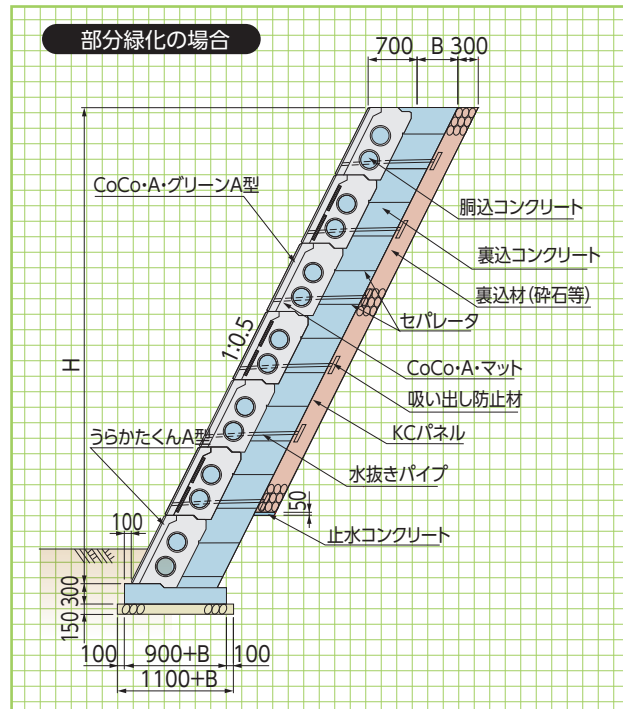 部分緑化の場合
700 B 300
CoCo・A・グリーンA型
胴込コンクリート
裏込コンクリート
裏込材(砕石等)
セパレータ
1:0.5
H
CoCo・A・マット
吸い出し防止材
KCパネル
うらかたくんA型
水抜きパイプ
50
止水コンクリート
100
300
150
100 900+B 100
1100+B